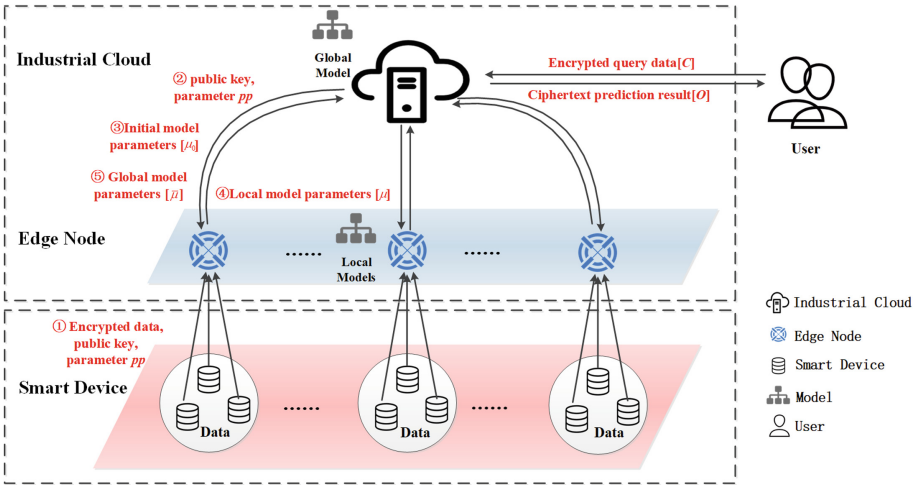 Industrial Cloud
Global
Model
② public key,
parameter pp
③Initial model
parameters [μ₀]
⑤ Global model
parameters [μ̄]
④Local model parameters [μ]
Encrypted query data[C]
Ciphertext prediction result[O]
User
Edge Node
......
Local
Models
......
① Encrypted data,
public key,
parameter pp
Smart Device
Data
......
Data
......
Data
Industrial Cloud
Edge Node
Smart Device
Model
User